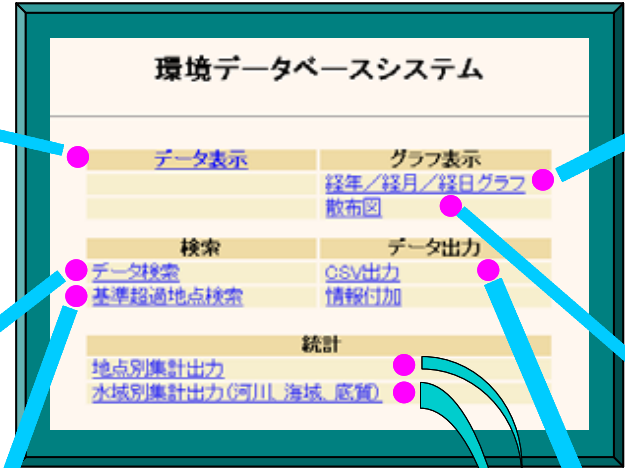 環境データベースシステム
データ表示 グラフ表示
経年／経月／経日グラフ
散布図
検索 データ出力
データ検索 CSV出力
基準超過地点検索 情報付加
統計
地点別集計出力
水域別集計出力(河川、海域、底質)